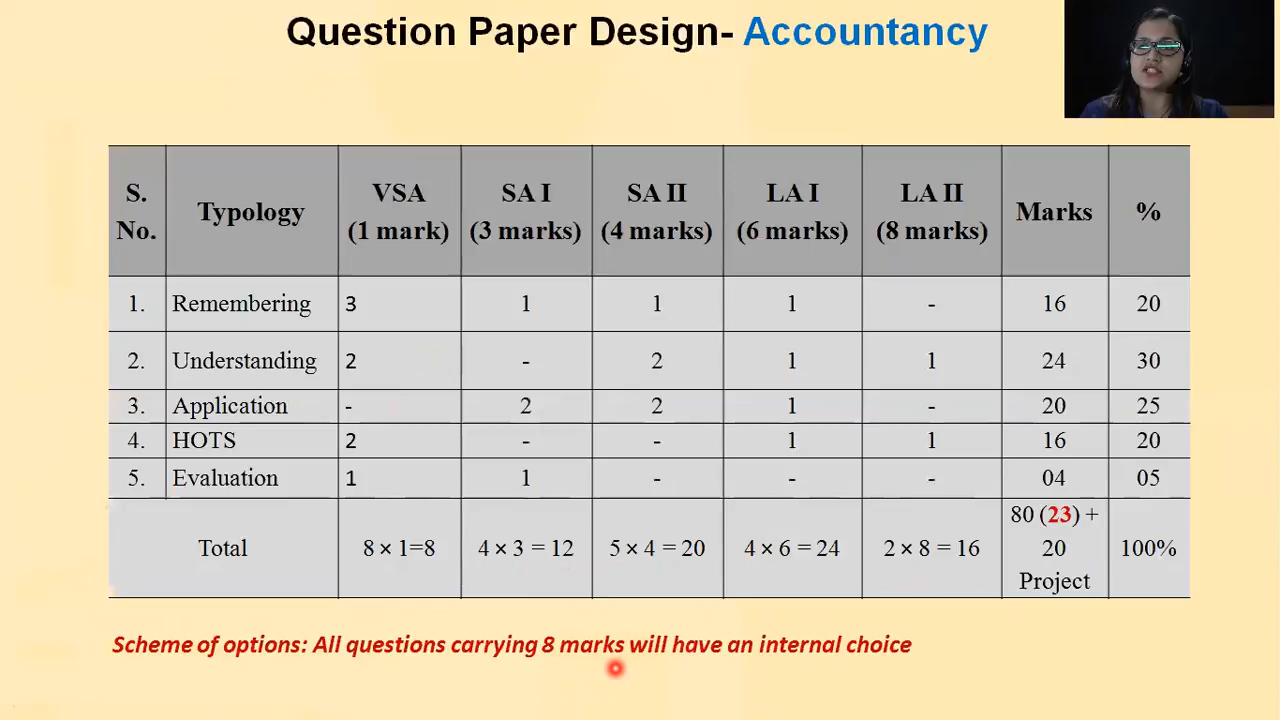 Question Paper Design- Accountancy
S. No. Typology VSA (1 mark) SA I (3 marks) SA II (4 marks) LA I (6 marks) LA II (8 marks) Marks %
1. Remembering 3 1 1 1 - 16 20
2. Understanding 2 - 2 1 1 24 30
3. Application - 2 2 1 - 20 25
4. HOTS 2 - - 1 1 16 20
5. Evaluation 1 1 - - - 04 05
Total 8 × 1=8 4 × 3 = 12 5 × 4 = 20 4 × 6 = 24 2 × 8 = 16 80 (23) + 20 Project 100%
Scheme of options: All questions carrying 8 marks will have an internal choice